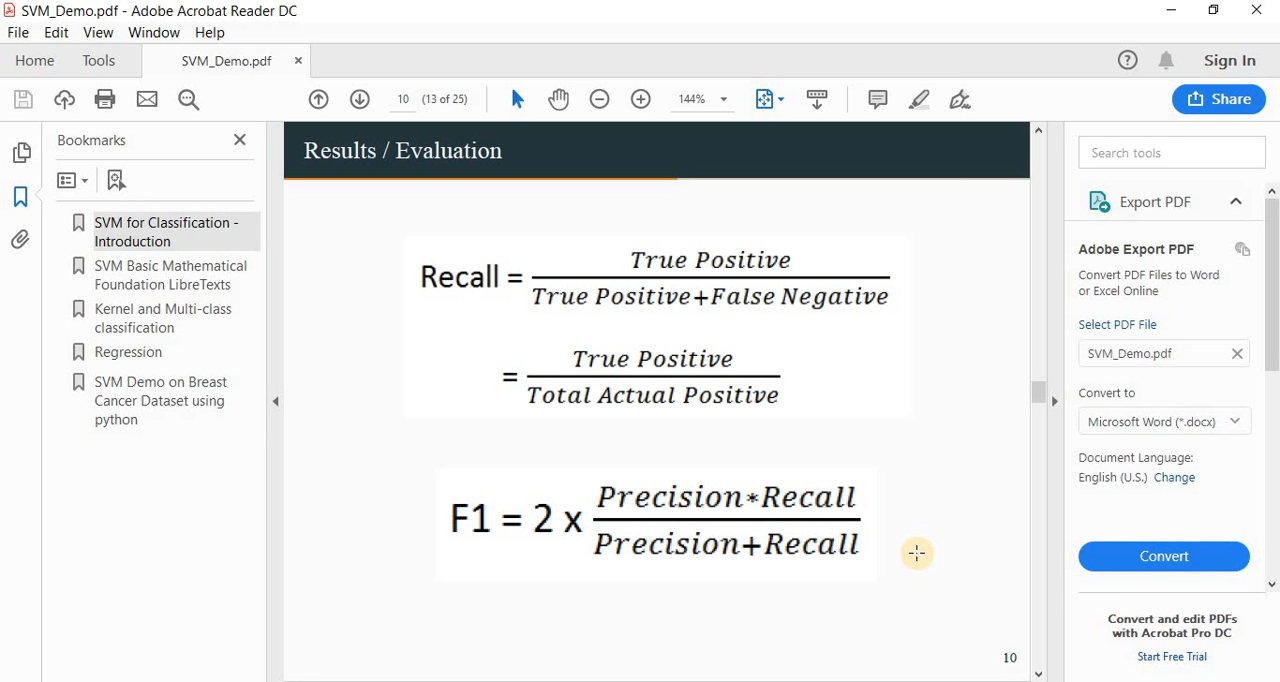 SVM_Demo.pdf - Adobe Acrobat Reader DC
File Edit View Window Help
Home Tools SVM_Demo.pdf × Sign In
10 (13 of 25) 144% Share
Bookmarks
SVM for Classification -
Introduction
SVM Basic Mathematical
Foundation LibreTexts
Kernel and Multi-class
classification
Regression
SVM Demo on Breast
Cancer Dataset using
python
Results / Evaluation
Recall = True Positive / True Positive+False Negative
= True Positive / Total Actual Positive
F1 = 2 x Precision*Recall / Precision+Recall
10
Search tools
Export PDF
Adobe Export PDF
Convert PDF Files to Word
or Excel Online
Select PDF File
SVM_Demo.pdf
Convert to
Microsoft Word (*.docx)
Document Language:
English (U.S.) Change
Convert
Convert and edit PDFs
with Acrobat Pro DC
Start Free Trial